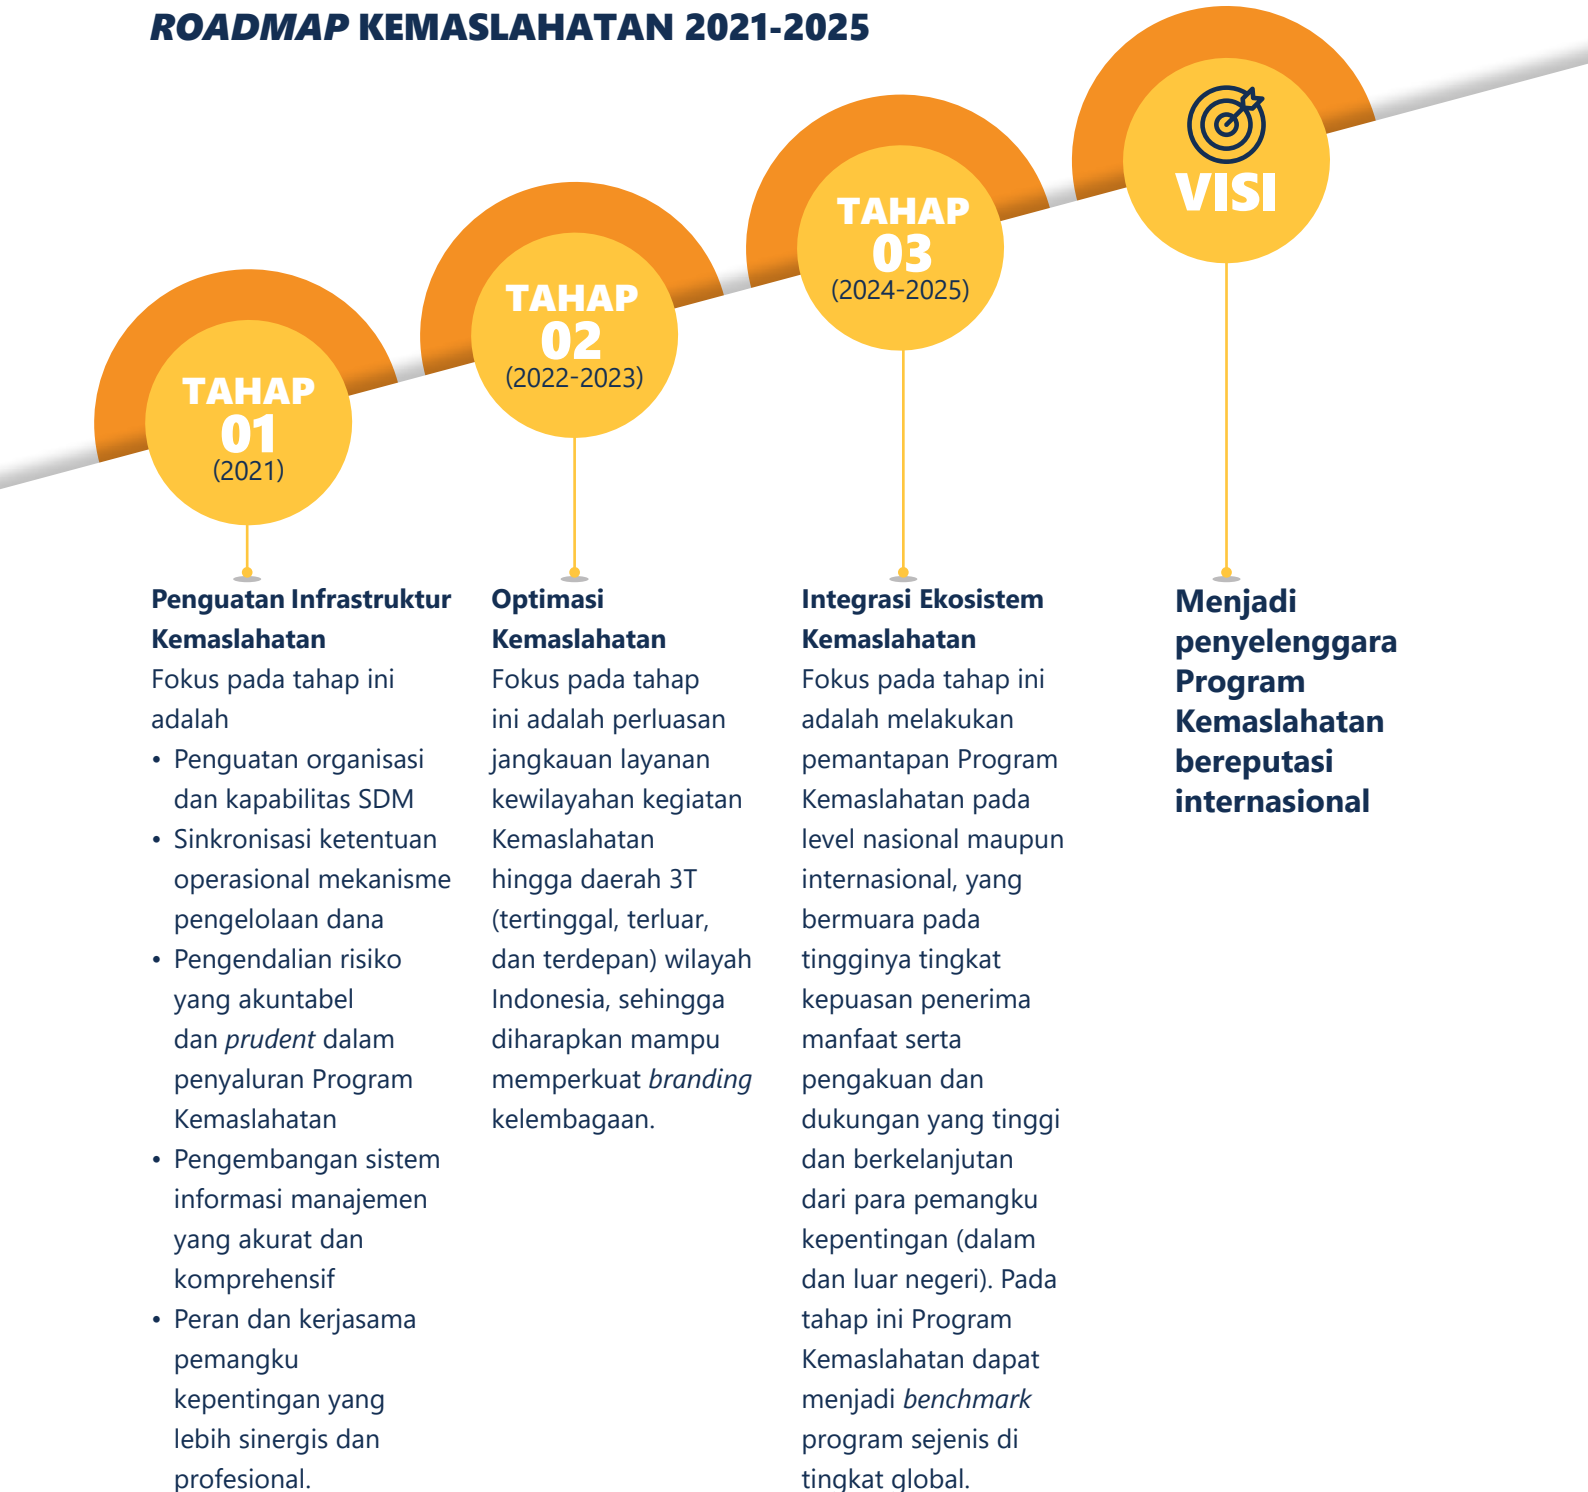 ROADMAP KEMASLAHATAN 2021-2025
TAHAP
01
(2021)
TAHAP
02
(2022-2023)
TAHAP
03
(2024-2025)
VISI
Penguatan Infrastruktur
Kemaslahatan
Fokus pada tahap ini
adalah
• Penguatan organisasi
dan kapabilitas SDM
• Sinkronisasi ketentuan
operasional mekanisme
pengelolaan dana
• Pengendalian risiko
yang akuntabel
dan prudent dalam
penyaluran Program
Kemaslahatan
• Pengembangan sistem
informasi manajemen
yang akurat dan
komprehensif
• Peran dan kerjasama
pemangku
kepentingan yang
lebih sinergis dan
profesional.
Optimasi
Kemaslahatan
Fokus pada tahap
ini adalah perluasan
jangkauan layanan
kewilayahan kegiatan
Kemaslahatan
hingga daerah 3T
(tertinggal, terluar,
dan terdepan) wilayah
Indonesia, sehingga
diharapkan mampu
memperkuat branding
kelembagaan.
Integrasi Ekosistem
Kemaslahatan
Fokus pada tahap ini
adalah melakukan
pemantapan Program
Kemaslahatan pada
level nasional maupun
internasional, yang
bermuara pada
tingginya tingkat
kepuasan penerima
manfaat serta
pengakuan dan
dukungan yang tinggi
dan berkelanjutan
dari para pemangku
kepentingan (dalam
dan luar negeri). Pada
tahap ini Program
Kemaslahatan dapat
menjadi benchmark
program sejenis di
tingkat global.
Menjadi
penyelenggara
Program
Kemaslahatan
bereputasi
internasional